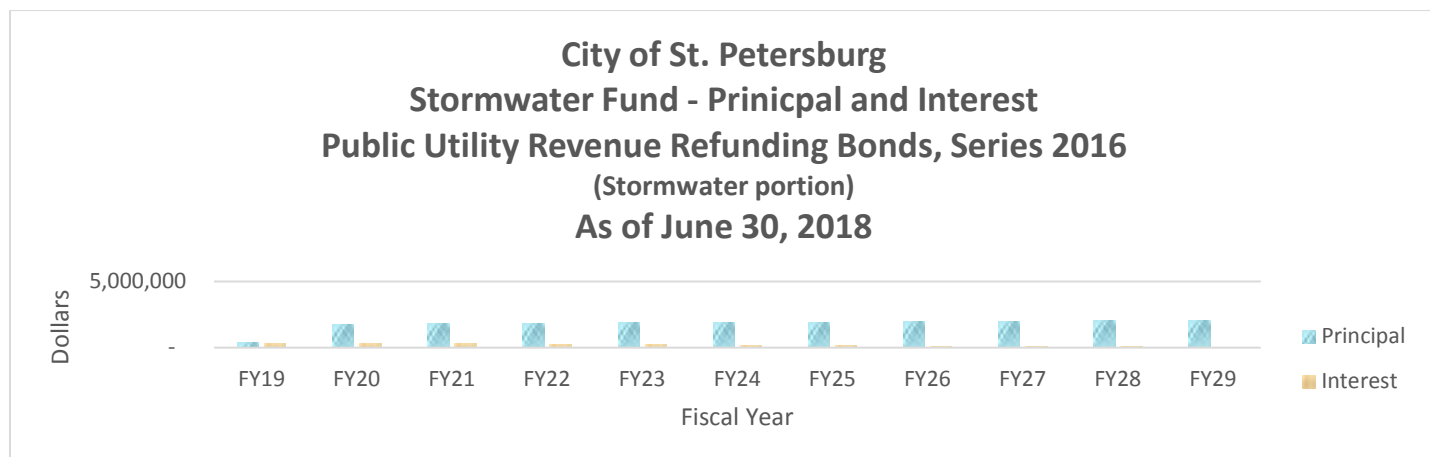 City of St. Petersburg
Stormwater Fund - Prinicpal and Interest
Public Utility Revenue Refunding Bonds, Series 2016
(Stormwater portion)
As of June 30, 2018
5,000,000
-
Dollars
FY19 FY20 FY21 FY22 FY23 FY24 FY25 FY26 FY27 FY28 FY29
Fiscal Year
Principal
Interest